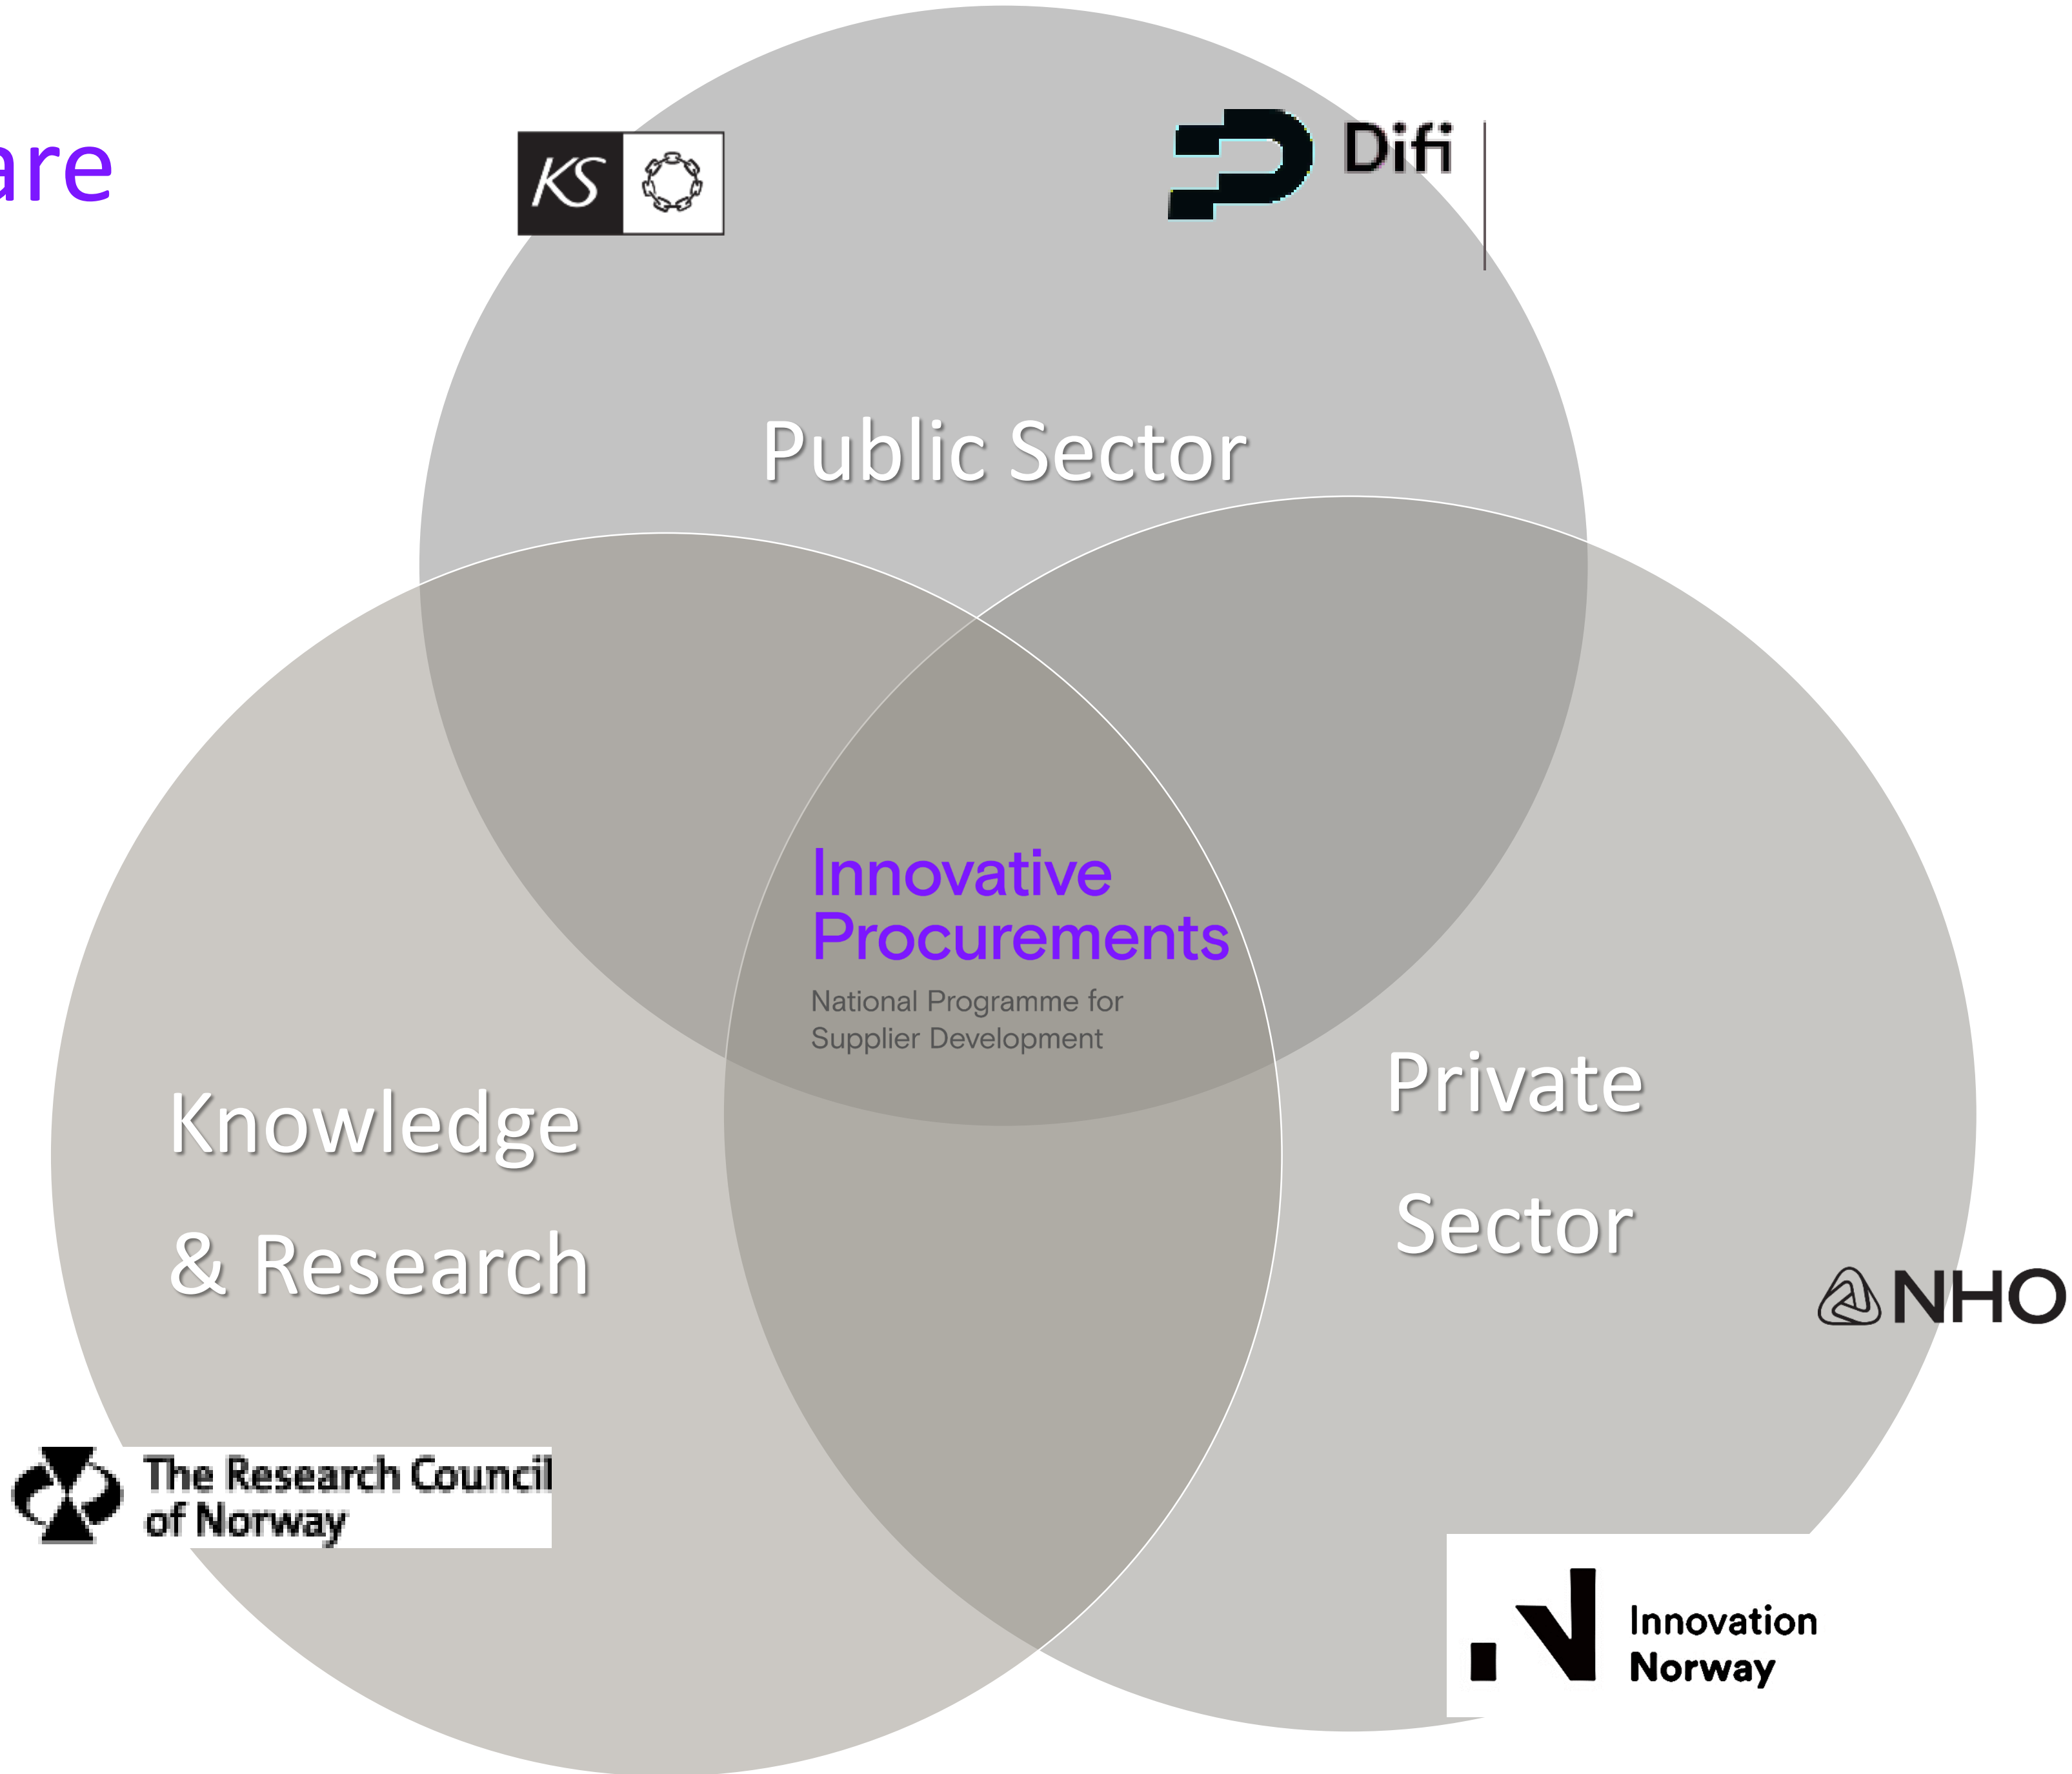 are
KS
Difi
Public Sector
Innovative
Procurements
National Programme for
Supplier Development
Knowledge
& Research
Private
Sector
NHO
The Research Council
of Norway
Innovation
Norway